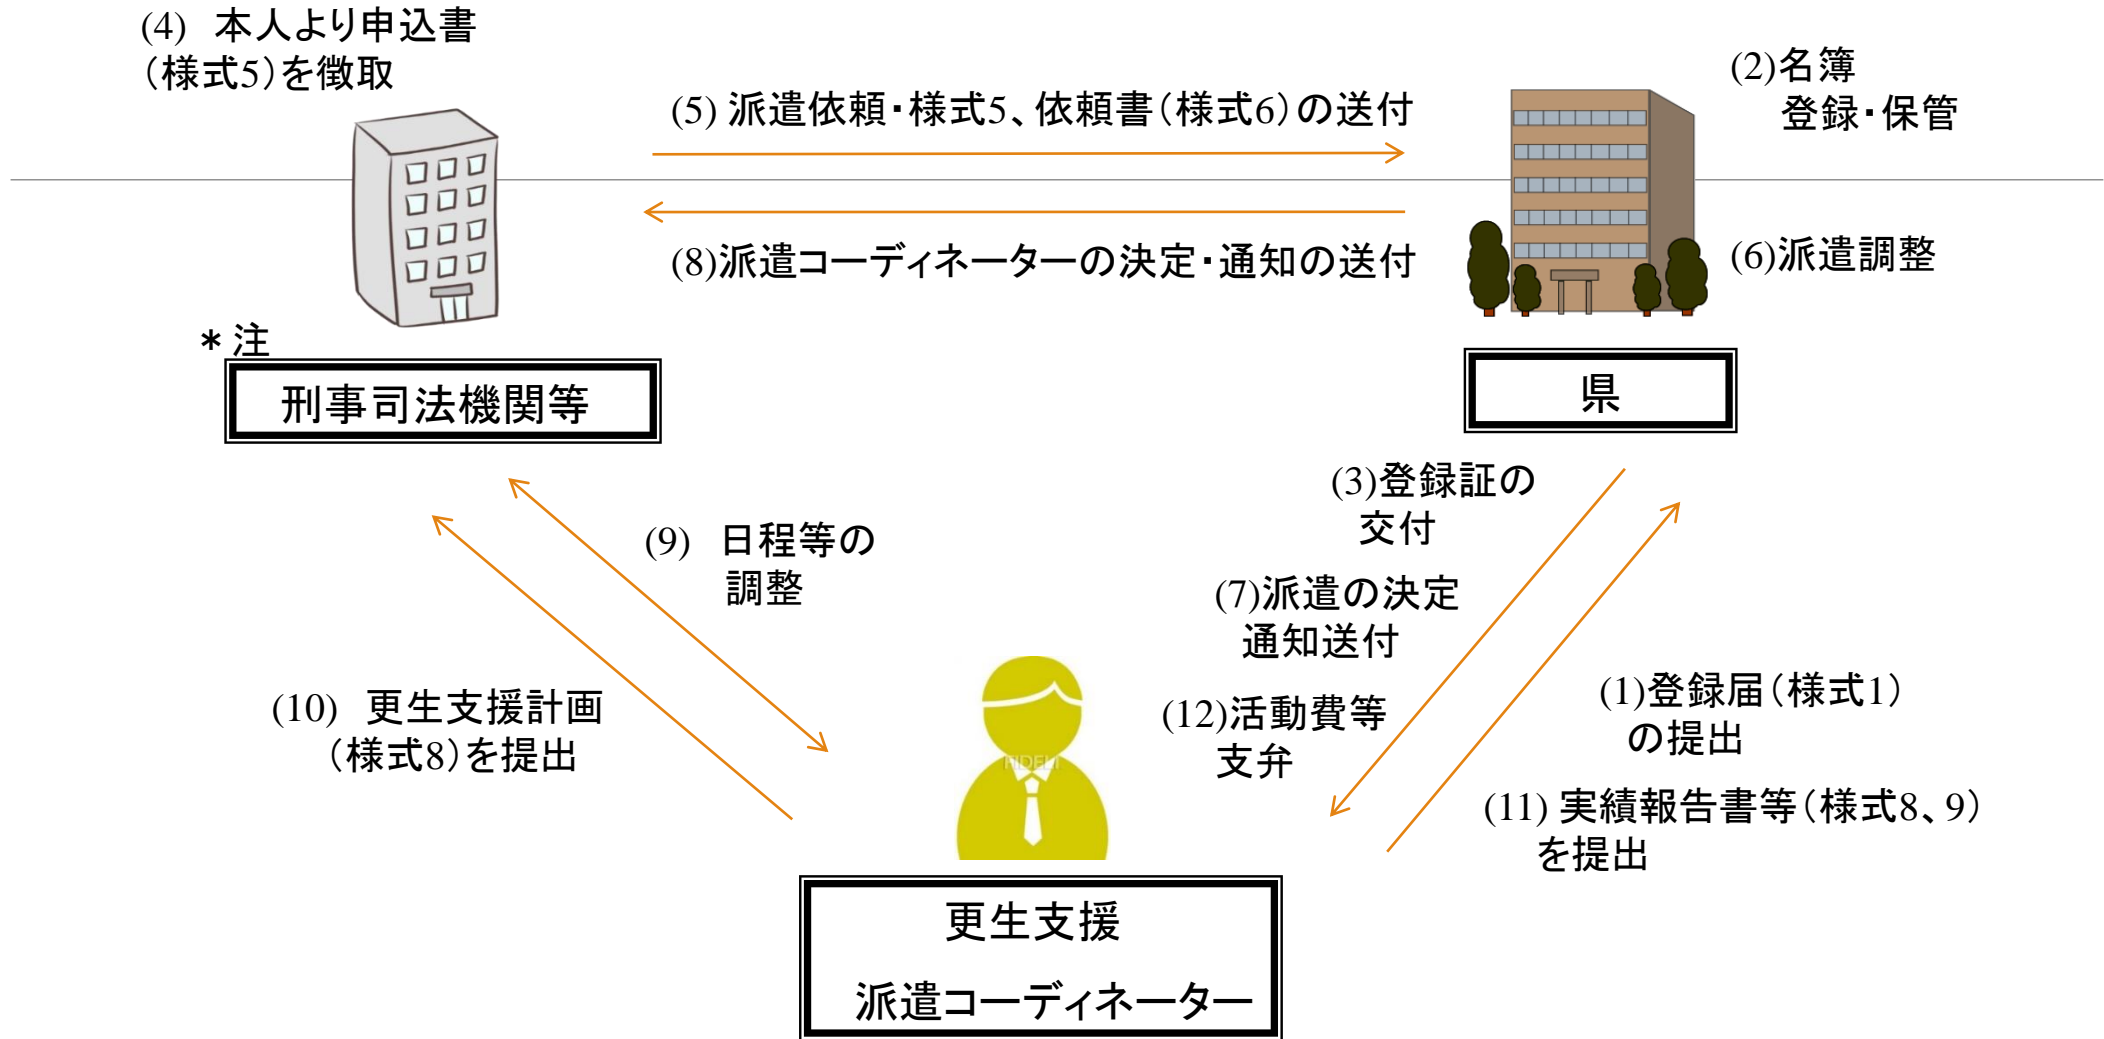 (4) 本人より申込書
(様式5)を徴取
(5) 派遣依頼・様式5、依頼書(様式6)の送付
(2)名簿
登録・保管
(8)派遣コーディネーターの決定・通知の送付
(6)派遣調整
*注
刑事司法機関等
県
(3)登録証の
交付
(9) 日程等の
調整
(7)派遣の決定
通知送付
(10) 更生支援計画
(様式8)を提出
(12)活動費等
支弁
(1)登録届(様式1)
の提出
(11) 実績報告書等(様式8、9)
を提出
更生支援
派遣コーディネーター